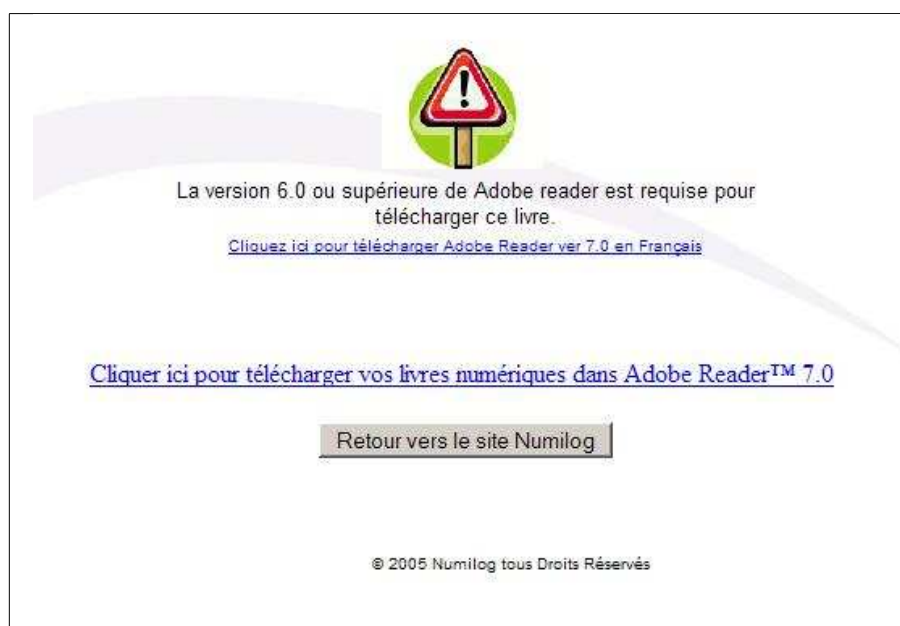 La version 6.0 ou supérieure de Adobe reader est requise pour
télécharger ce livre.
Cliquez ici pour télécharger Adobe Reader ver 7.0 en Français
Cliquer ici pour télécharger vos livres numériques dans Adobe Reader™ 7.0
Retour vers le site Numilog
© 2005 Numilog tous Droits Réservés